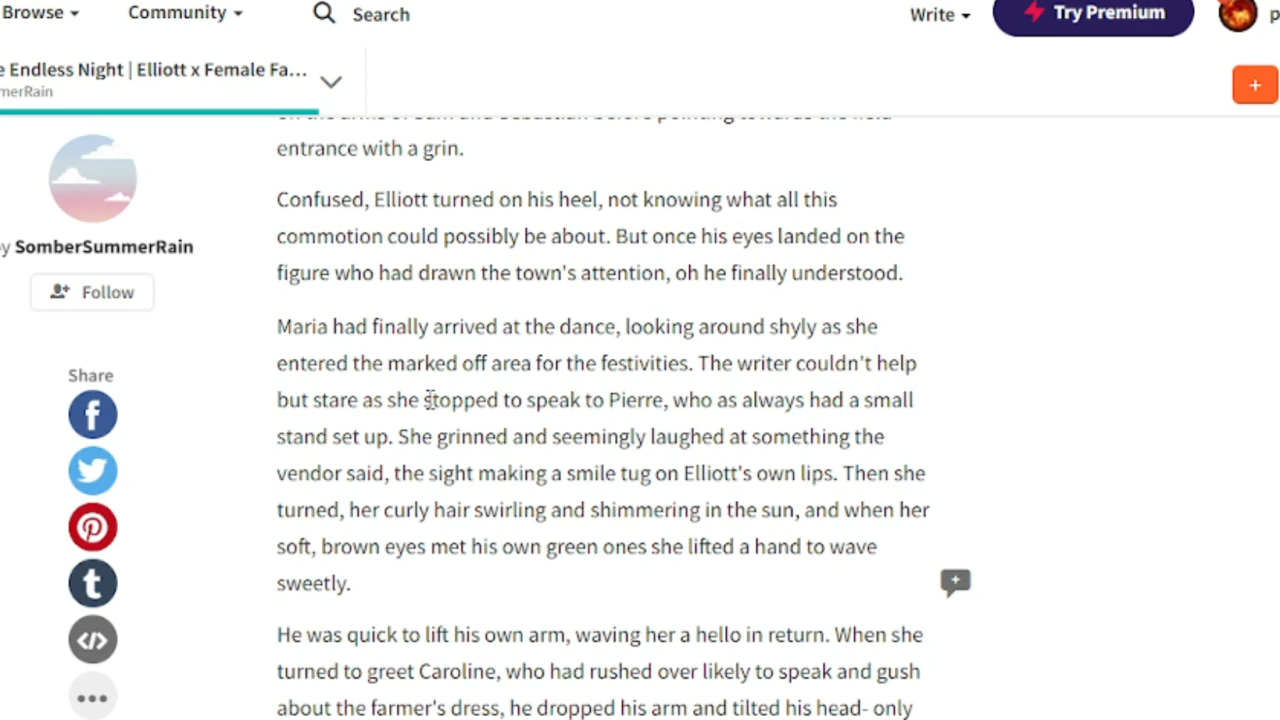 Browse
Community
Search
Write
Try Premium
p
e Endless Night | Elliott x Female Fa...
merRain
+
entrance with a grin.
Confused, Elliott turned on his heel, not knowing what all this
commotion could possibly be about. But once his eyes landed on the
figure who had drawn the town's attention, oh he finally understood.
Maria had finally arrived at the dance, looking around shyly as she
entered the marked off area for the festivities. The writer couldn't help
but stare as she stopped to speak to Pierre, who as always had a small
stand set up. She grinned and seemingly laughed at something the
vendor said, the sight making a smile tug on Elliott's own lips. Then she
turned, her curly hair swirling and shimmering in the sun, and when her
soft, brown eyes met his own green ones she lifted a hand to wave
sweetly.
He was quick to lift his own arm, waving her a hello in return. When she
turned to greet Caroline, who had rushed over likely to speak and gush
about the farmer's dress, he dropped his arm and tilted his head- only
y SomberSummerRain
Follow
Share